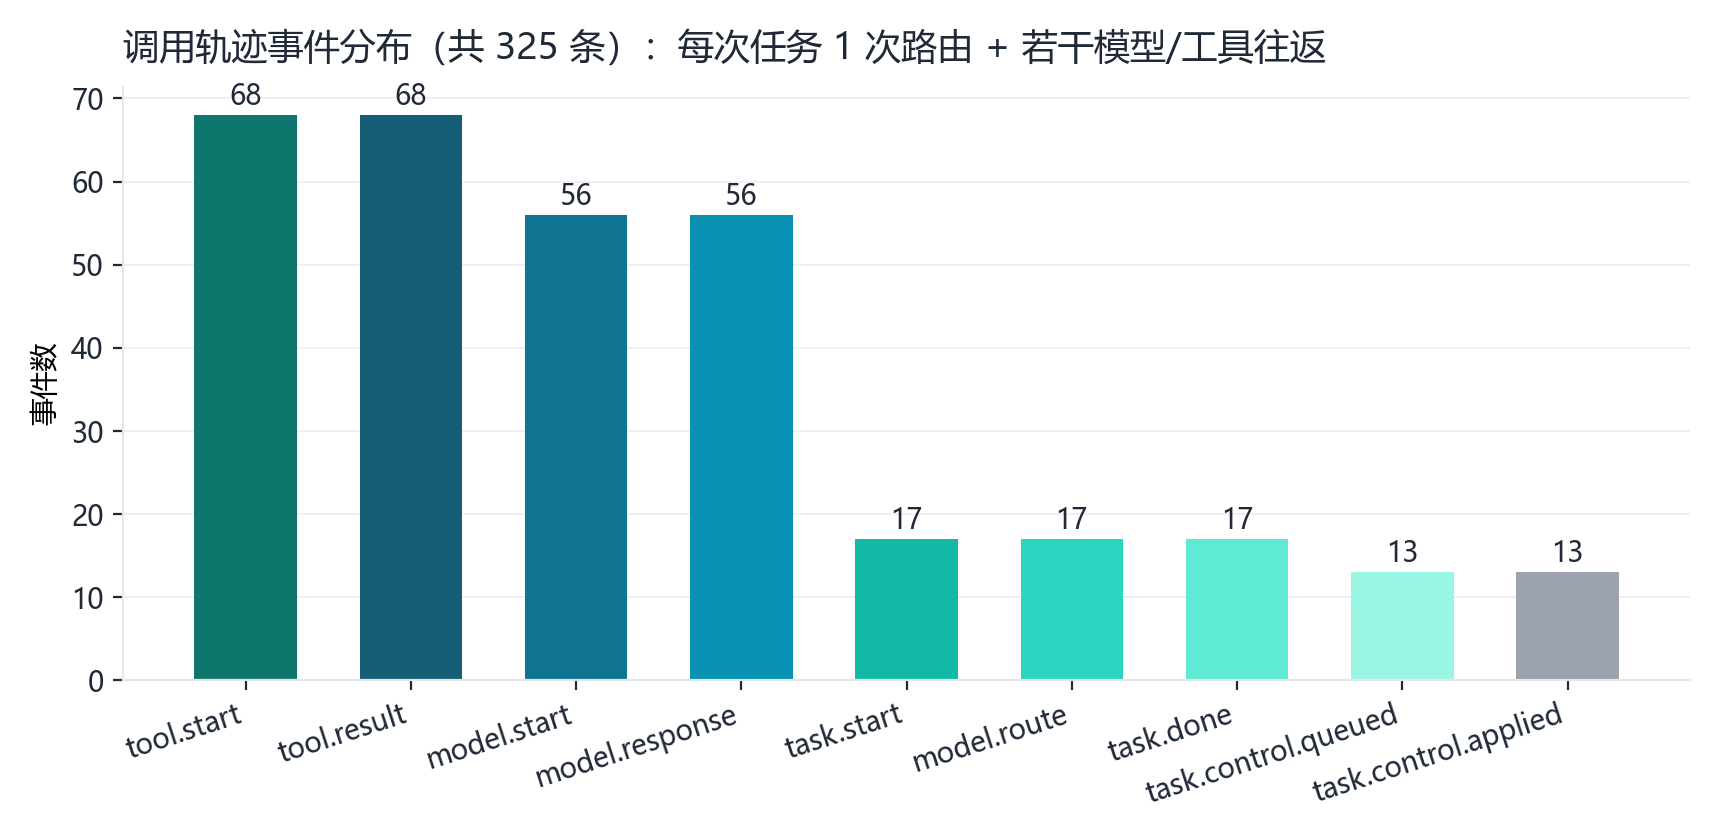 调用轨迹事件分布（共 325 条）：每次任务 1 次路由 + 若干模型/工具往返
事件数
70
60
50
40
30
20
10
0
68
68
56
56
17
17
17
13
13
tool.start
tool.result
model.start
model.response
task.start
model.route
task.done
task.control.queued
task.control.applied